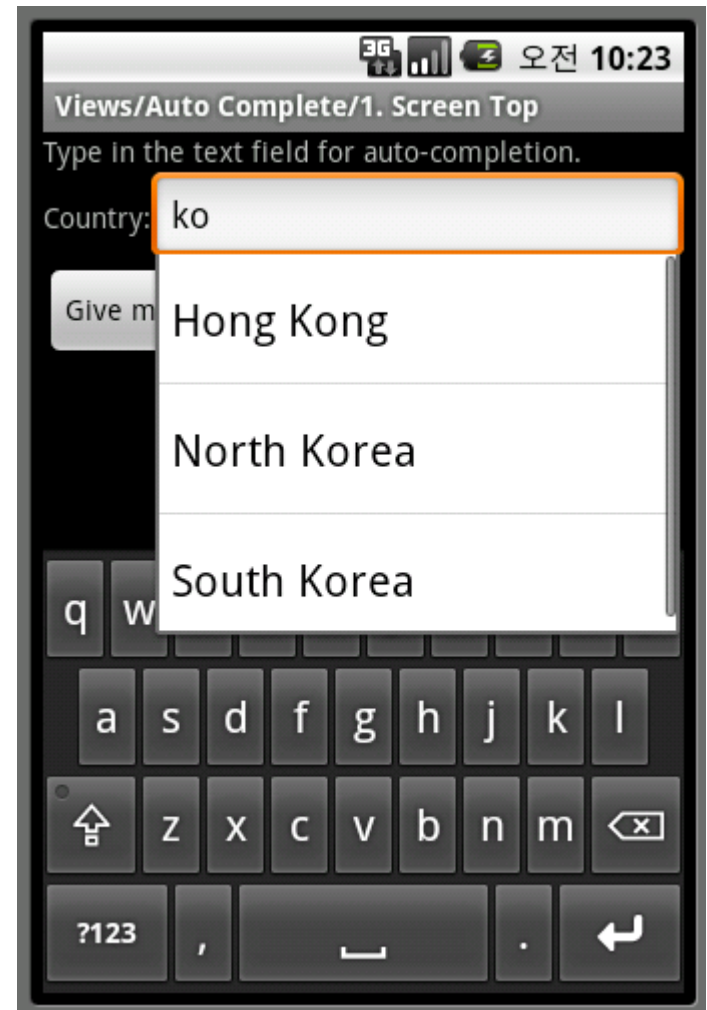 3G 오전 10:23
Views/Auto Complete/1. Screen Top
Type in the text field for auto-completion.
Country: ko
Give m
Hong Kong
North Korea
South Korea
q w
a s d f g h j k l
z x c v b n m
?123 , .